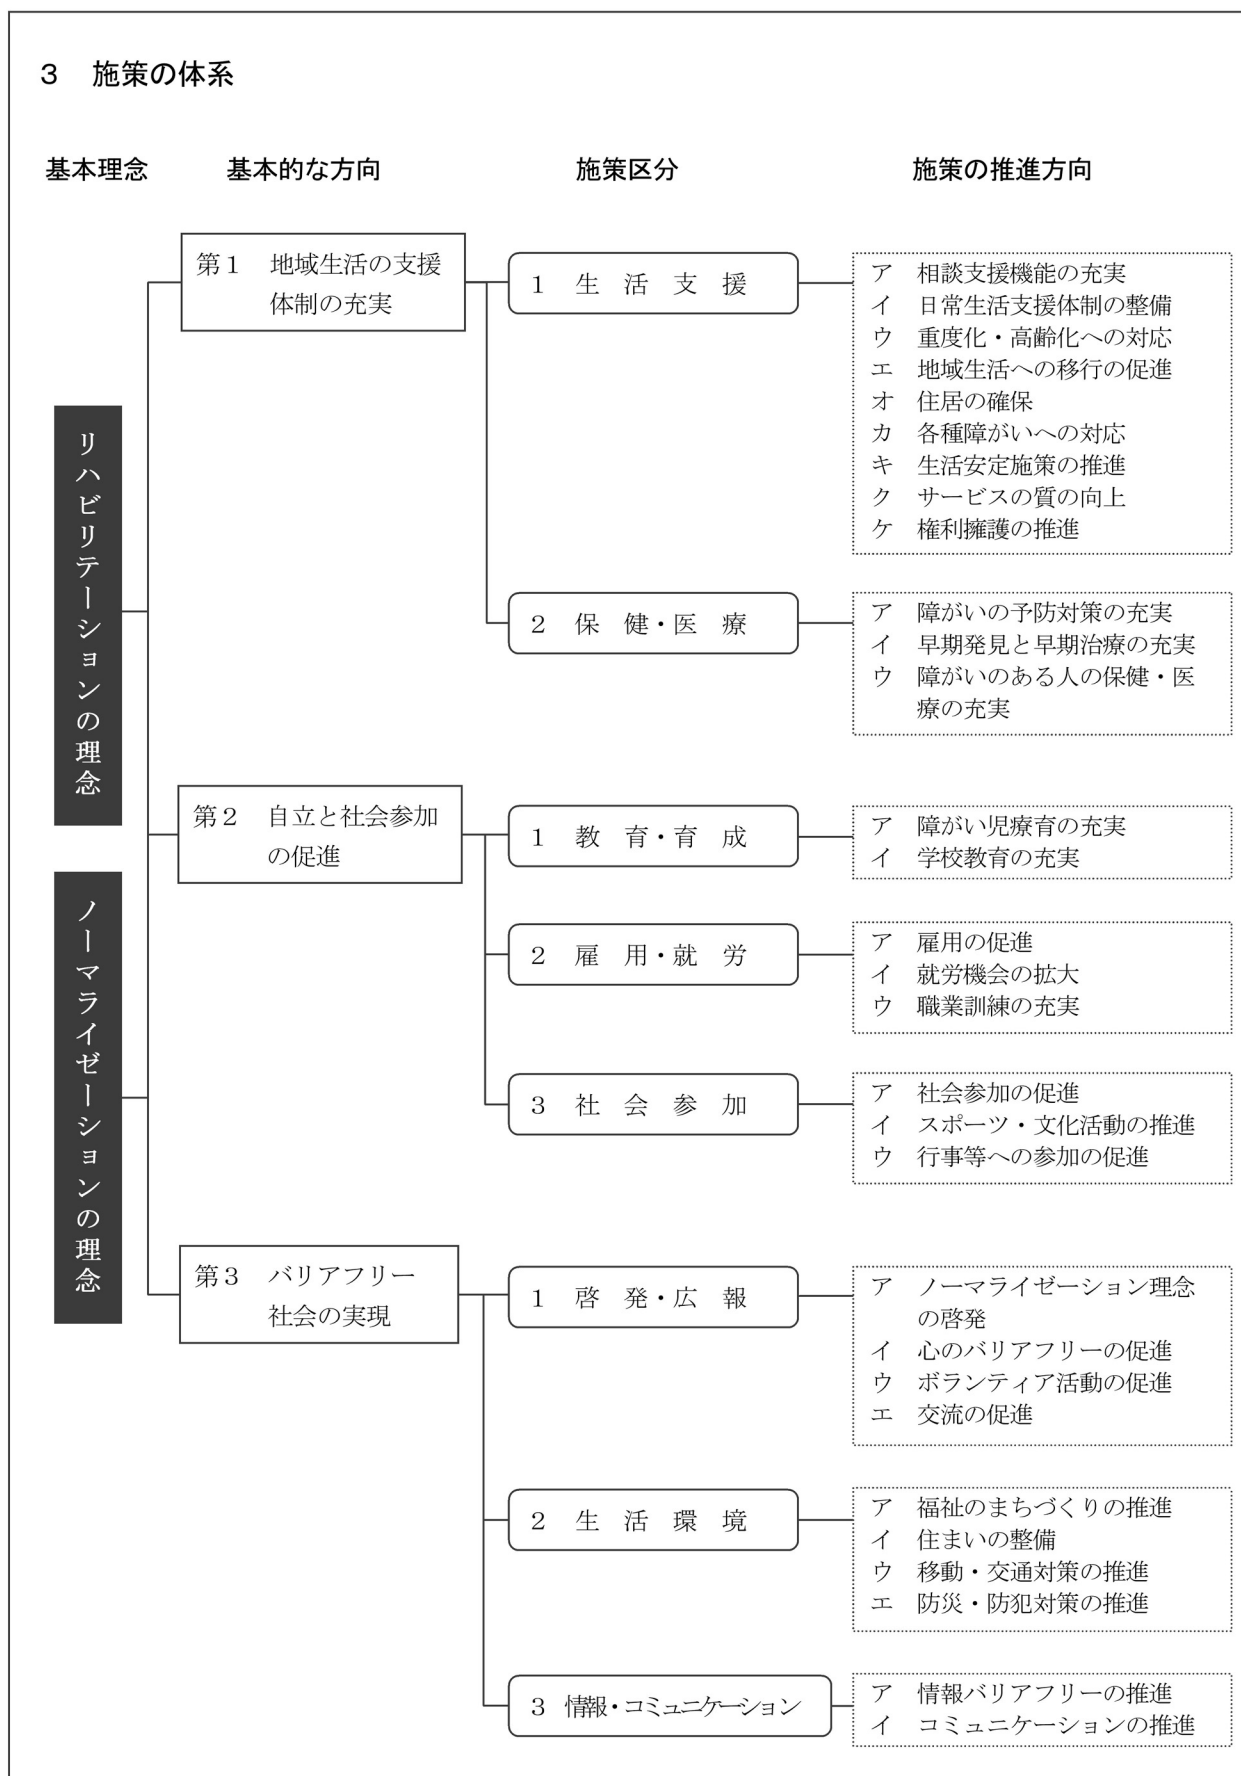 3　施策の体系
基本理念　基本的な方向　施策区分　施策の推進方向
リハビリテーションの理念
ノーマライゼーションの理念
第１　地域生活の支援
体制の充実
1　生　活　支　援
ア　相談支援機能の充実
イ　日常生活支援体制の整備
ウ　重度化・高齢化への対応
エ　地域生活への移行の促進
オ　住居の確保
カ　各種障がいへの対応
キ　生活安定施策の推進
ク　サービスの質の向上
ケ　権利擁護の推進
2　保　健・医　療
ア　障がいの予防対策の充実
イ　早期発見と早期治療の充実
ウ　障がいのある人の保健・医
療の充実
第２　自立と社会参加
の促進
1　教　育・育　成
ア　障がい児療育の充実
イ　学校教育の充実
2　雇　用・就　労
ア　雇用の促進
イ　就労機会の拡大
ウ　職業訓練の充実
3　社　会　参　加
ア　社会参加の促進
イ　スポーツ・文化活動の推進
ウ　行事等への参加の促進
第３　バリアフリー
社会の実現
1　啓　発・広　報
ア　ノーマライゼーション理念
の啓発
イ　心のバリアフリーの促進
ウ　ボランティア活動の促進
エ　交流の促進
2　生　活　環　境
ア　福祉のまちづくりの推進
イ　住まいの整備
ウ　移動・交通対策の推進
エ　防災・防犯対策の推進
3　情報・コミュニケーション
ア　情報バリアフリーの推進
イ　コミュニケーションの推進